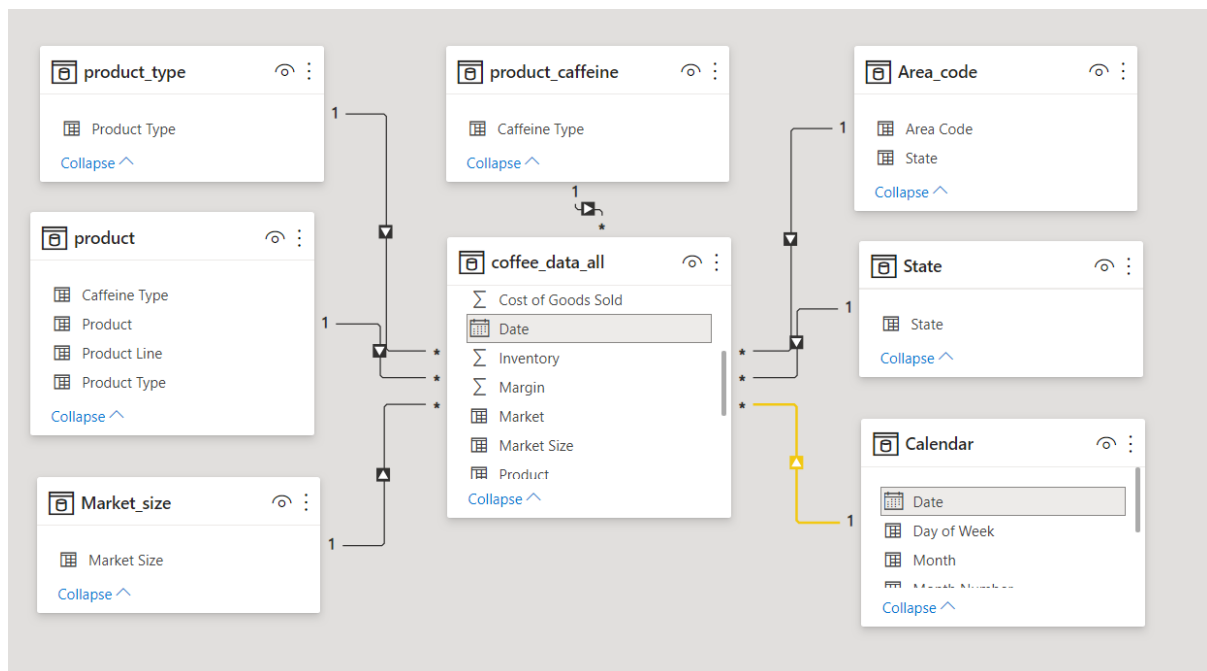 product_type
Product Type
Collapse
product_caffeine
Caffeine Type
Collapse
Area_code
Area Code
State
Collapse
product
Caffeine Type
Product
Product Line
Product Type
Collapse
coffee_data_all
Cost of Goods Sold
Date
Inventory
Margin
Market
Market Size
Product
Collapse
State
State
Collapse
Market_size
Market Size
Collapse
Calendar
Date
Day of Week
Month
Month Number
Collapse
1
1
1
1
1
1
1
*
*
*
*
*
*
*